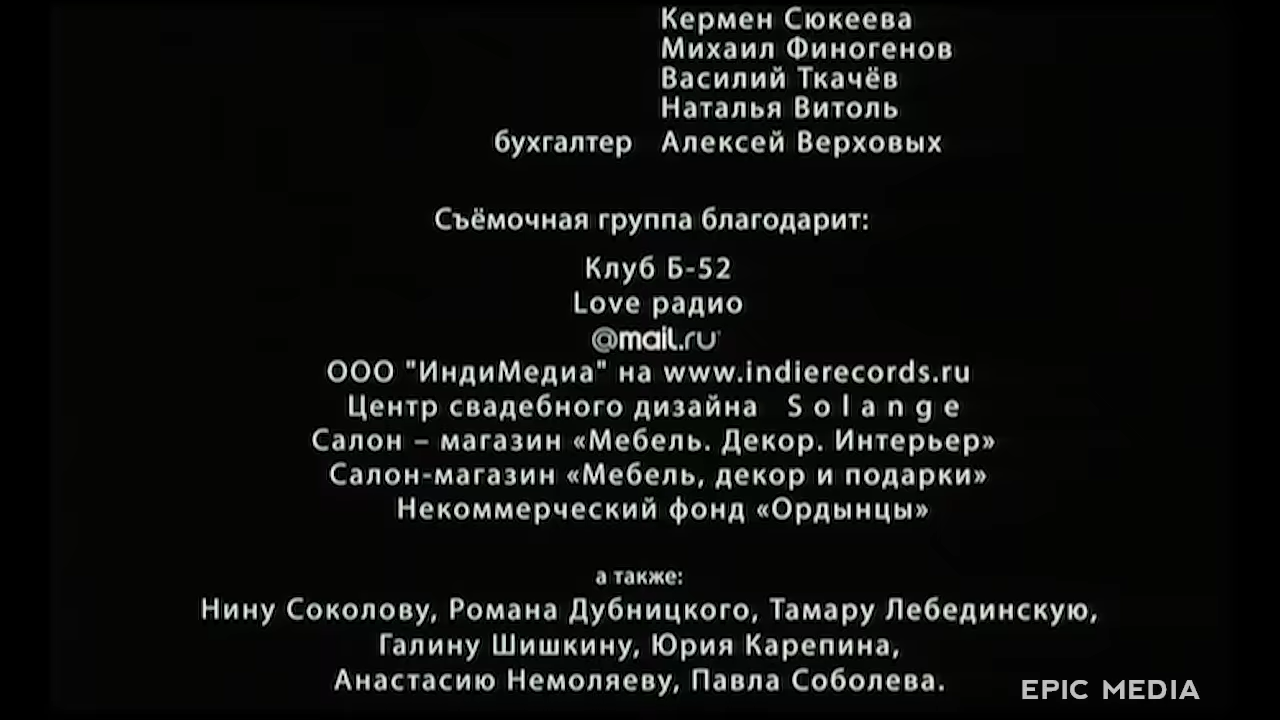 Кермен Сюкеева
Михаил Финогенов
Василий Ткачёв
Наталья Витоль
бухгалтер Алексей Верховых
Съёмочная группа благодарит:
Клуб Б-52
Love радио
@mail.ru
ООО "ИндиМедиа" на www.indierecords.ru
Центр свадебного дизайна S o l a n g e
Салон – магазин «Мебель. Декор. Интерьер»
Салон-магазин «Мебель, декор и подарки»
Некоммерческий фонд «Ордынцы»
а также:
Нину Соколову, Романа Дубницкого, Тамару Лебединскую,
Галину Шишкину, Юрия Карепина,
Анастасию Немоляеву, Павла Соболева.
EPIC MEDIA